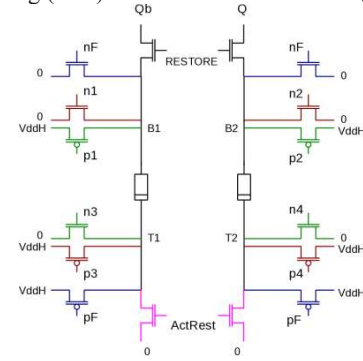 Qb Q
nF RESTORE nF
0 0
n1 n2
0 0
VddH B1 B2 VddH
p1 p2
n3 n4
0 T1 T2 0
VddH VddH
p3 p4
VddH VddH
pF ActRest pF
0 0